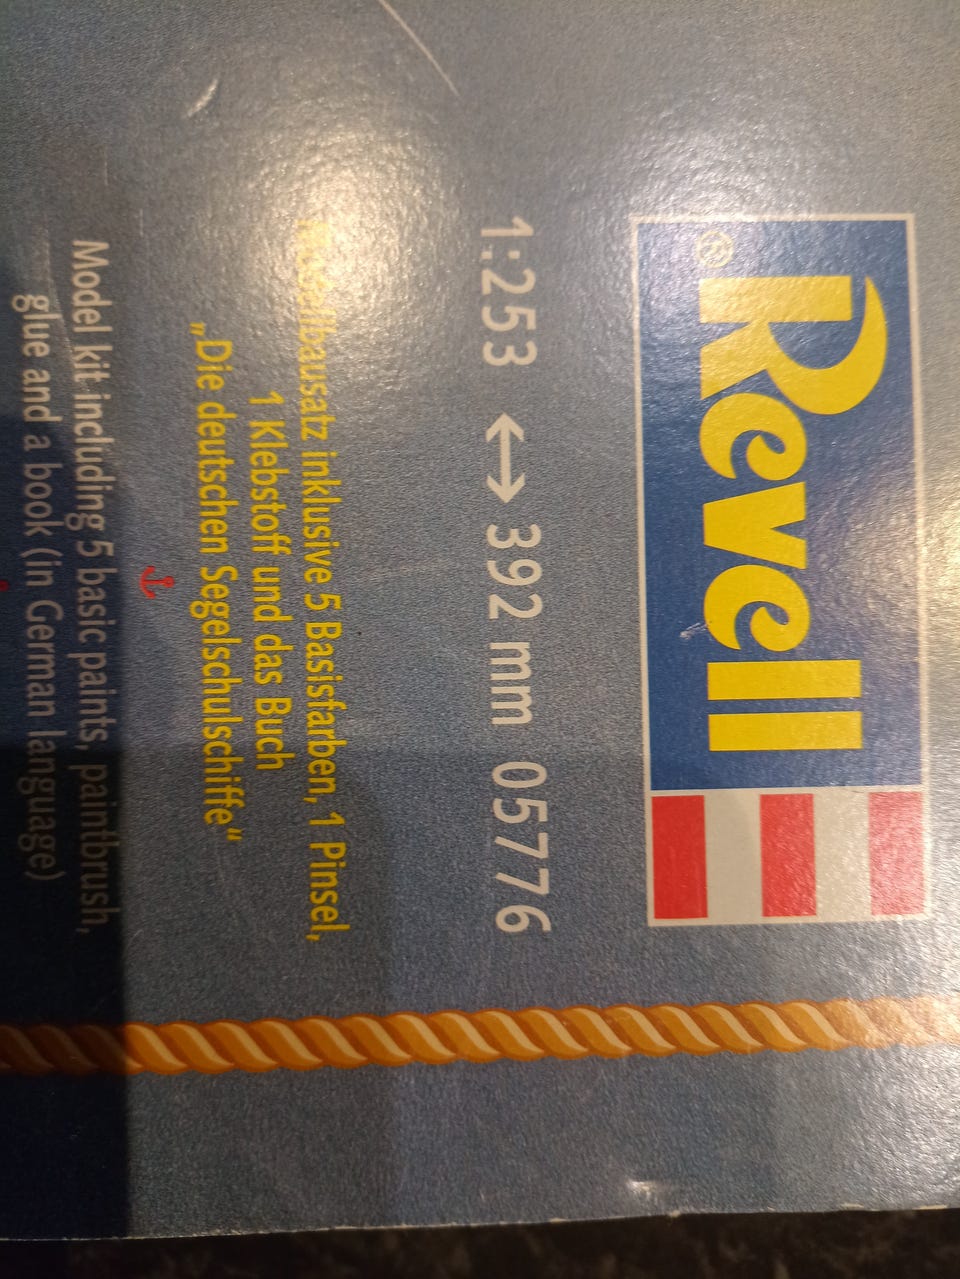 Revell®
1:253 ↔ 392 mm 05776
Modellbausatz inklusive 5 Basisfarben, 1 Pinsel,
1 Klebstoff und das Buch
„Die deutschen Segelschulschiffe“
Model kit including 5 basic paints, paintbrush,
glue and a book (in German language)